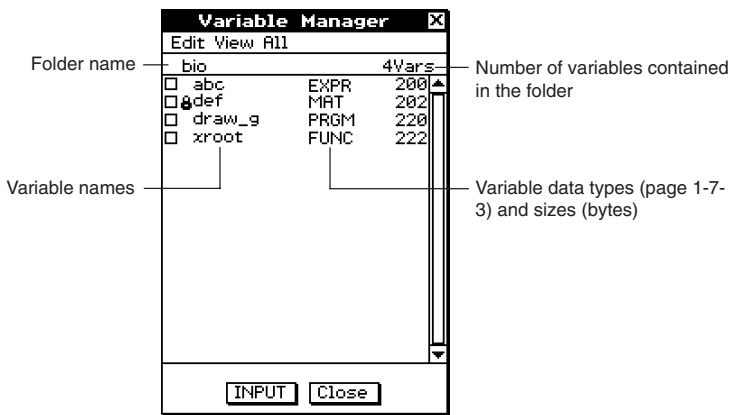 Variable Manager
Edit View All
Folder name
bio 4Vars
Number of variables contained
in the folder
abc EXPR 200
def MAT 202
draw_g PRGM 220
xroot FUNC 222
Variable names
Variable data types (page 1-7-
3) and sizes (bytes)
INPUT Close